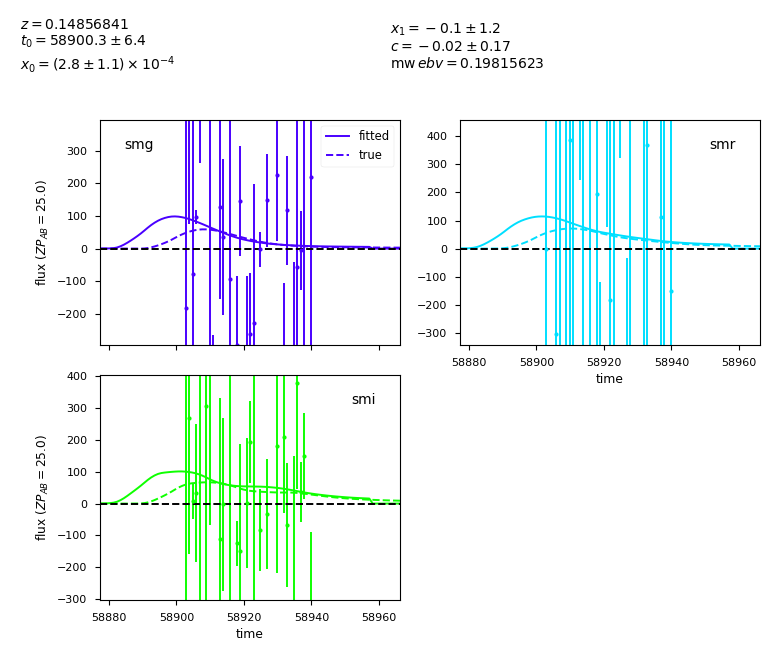 z = 0.14856841
t₀ = 58900.3 ± 6.4
x₀ = (2.8 ± 1.1) × 10⁻⁴
x₁ = −0.1 ± 1.2
c = −0.02 ± 0.17
mw ebv = 0.19815623
smg
fitted
true
300
200
100
0
−100
−200
flux (ZP_AB = 25.0)
smr
400
300
200
100
0
−100
−200
−300
58880 58900 58920 58940 58960
time
smi
400
300
200
100
0
−100
−200
−300
flux (ZP_AB = 25.0)
58880 58900 58920 58940 58960
time